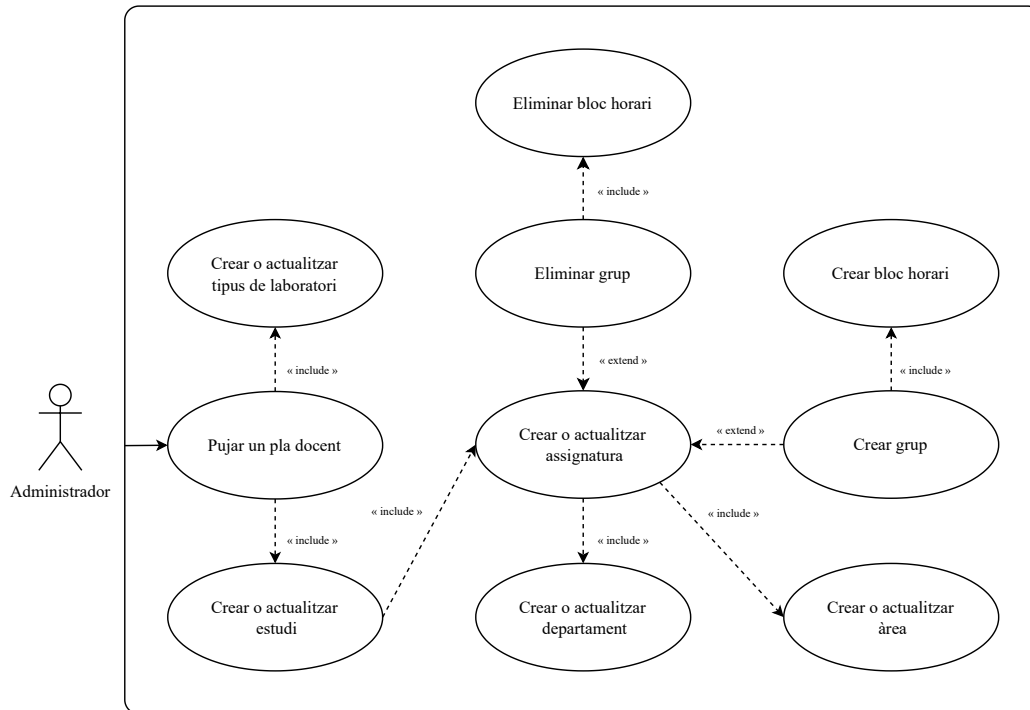 Eliminar bloc horari
« include »
Crear o actualitzar
tipus de laboratori
Eliminar grup
Crear bloc horari
« include »
« extend »
« include »
Administrador
Pujar un pla docent
Crear o actualitzar
assignatura
« extend »
Crear grup
« include »
« include »
« include »
« include »
Crear o actualitzar
estudi
Crear o actualitzar
departament
Crear o actualitzar
àrea